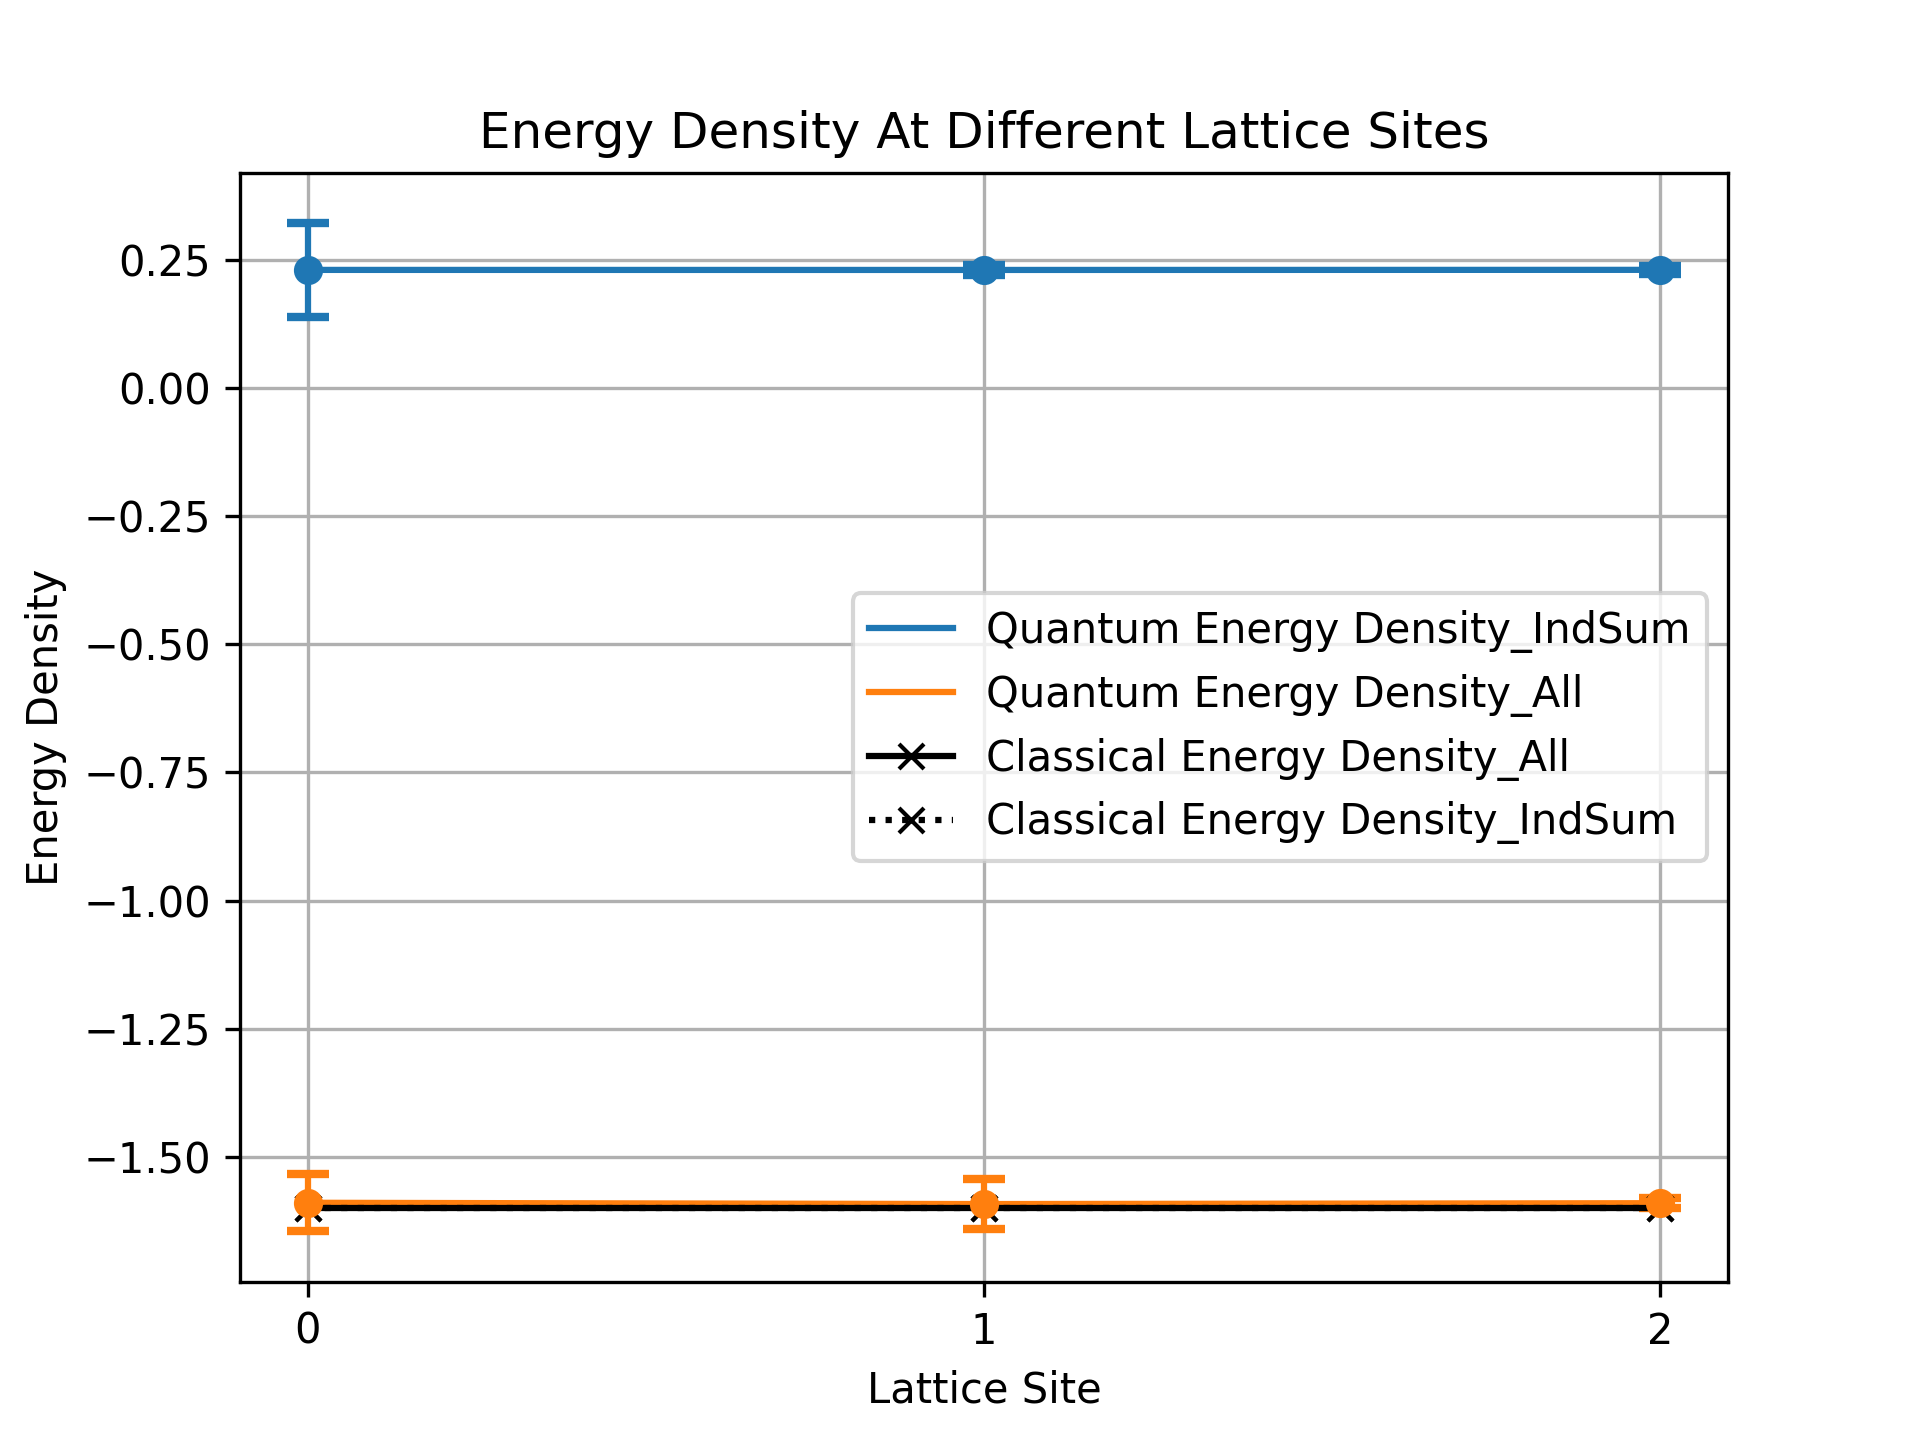 Energy Density At Different Lattice Sites
0.25
0.00
−0.25
−0.50
−0.75
−1.00
−1.25
−1.50
Energy Density
Quantum Energy Density_IndSum
Quantum Energy Density_All
Classical Energy Density_All
Classical Energy Density_IndSum
0 1 2
Lattice Site